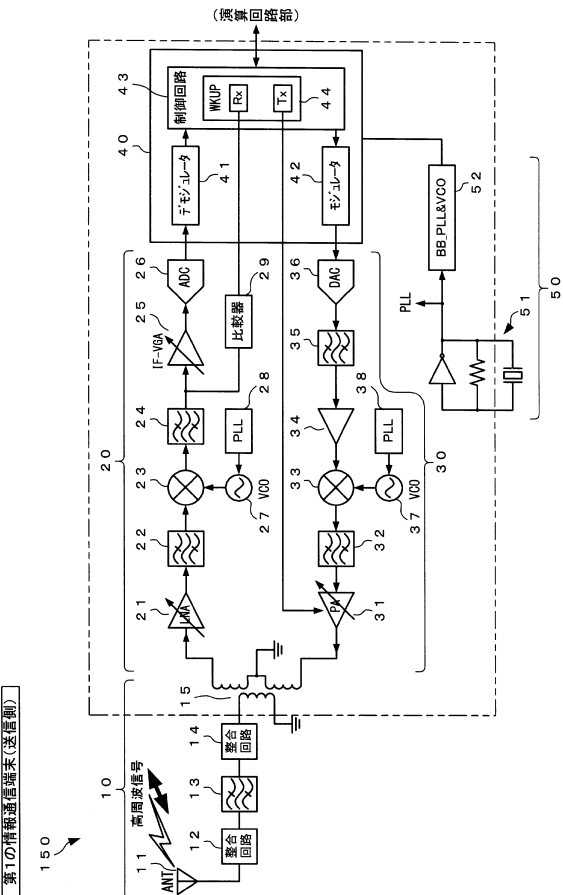 第1の情報通信端末(送信側)
150
10
高周波信号
ANT
11
12
整合
回路
13
14
整合
回路
15
20
21
LNA
22
23
24
25
IF-VGA
26
ADC
27
VCO
28
PLL
29
比較器
30
31
PA
32
33
34
35
36
DAC
37
VCO
38
PLL
40
41
デモジュレータ
42
モジュレータ
43
制御回路
44
WKUP
Rx
Tx
(演算回路部)
50
51
PLL
52
BB_PLL&VCO